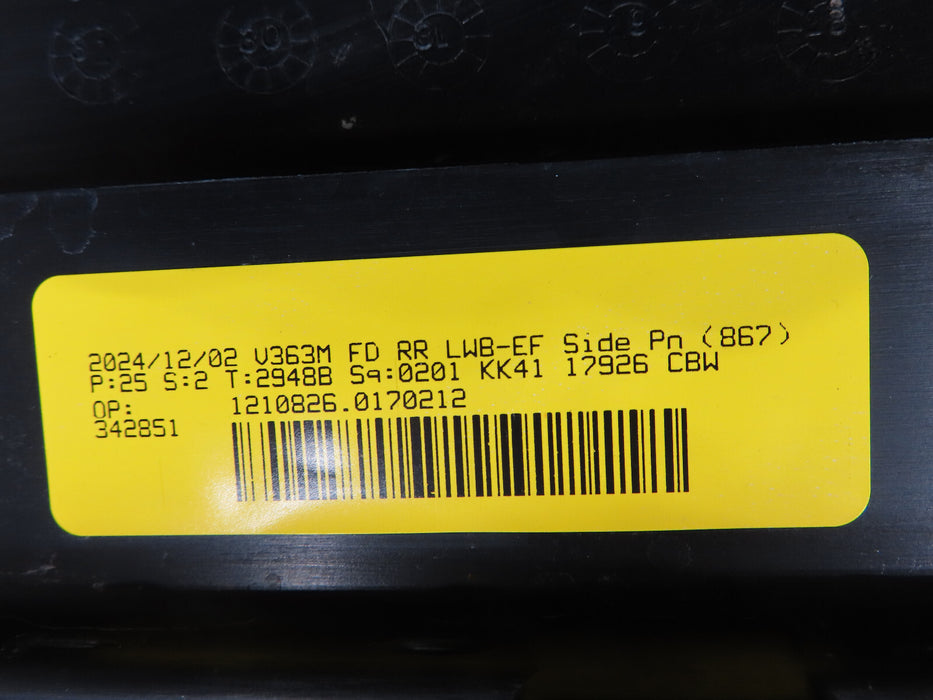 2024/12/02 V363M FD RR LWB-EF Side Pn (867)
P:25 S:2 T:2948B Sq:0201 KK41 17926 CBW
OP: 1210826.0170212
342851